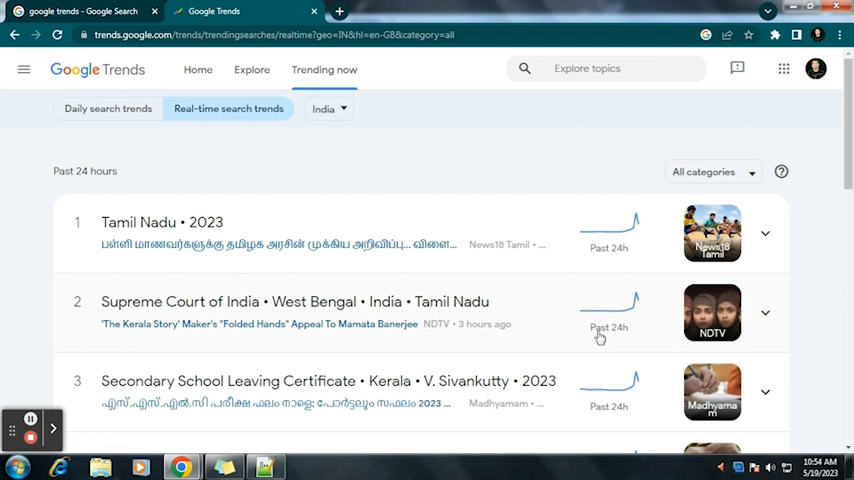 google trends - Google Search
Google Trends
trends.google.com/trends/trendingsearches/realtime?geo=IN&hl=en-GB&category=all
Google Trends
Home
Explore
Trending now
Explore topics
Daily search trends
Real-time search trends
India
Past 24 hours
All categories
1
Tamil Nadu • 2023
பள்ளி மாணவர்களுக்கு தமிழக அரசின் முக்கிய அறிவிப்பு... விளை...
News18 Tamil • ...
Past 24h
News18
Tamil
2
Supreme Court of India • West Bengal • India • Tamil Nadu
'The Kerala Story' Maker's "Folded Hands" Appeal To Mamata Banerjee
NDTV • 3 hours ago
Past 24h
NDTV
3
Secondary School Leaving Certificate • Kerala • V. Sivankutty • 2023
എസ്.എസ്.എൽ.സി പരീക്ഷ ഫലം നാളെ; പോർട്ടലും സഫലം 2023 ...
Madhyamam • ...
Past 24h
Madhyama
m
10:54 AM
5/19/2023